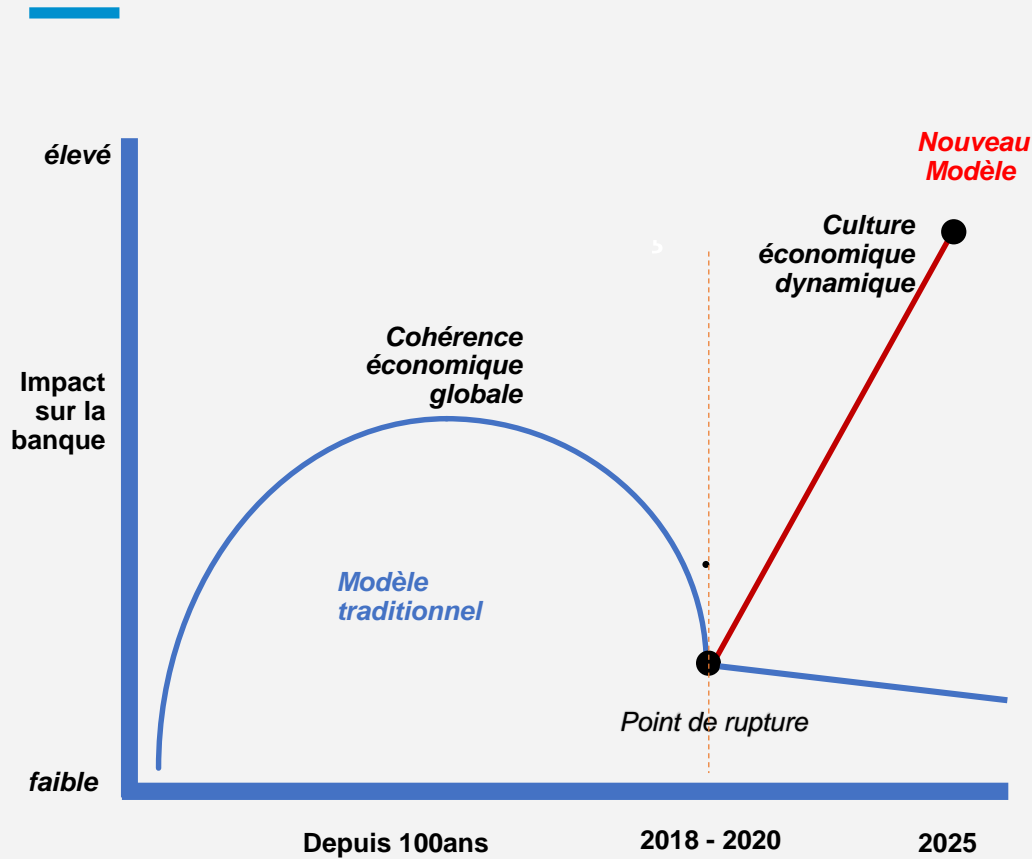 élevé
Nouveau
Modèle
Culture
économique
dynamique
Cohérence
économique
globale
Impact
sur la
banque
Modèle
traditionnel
Point de rupture
faible
Depuis 100ans
2018 - 2020
2025